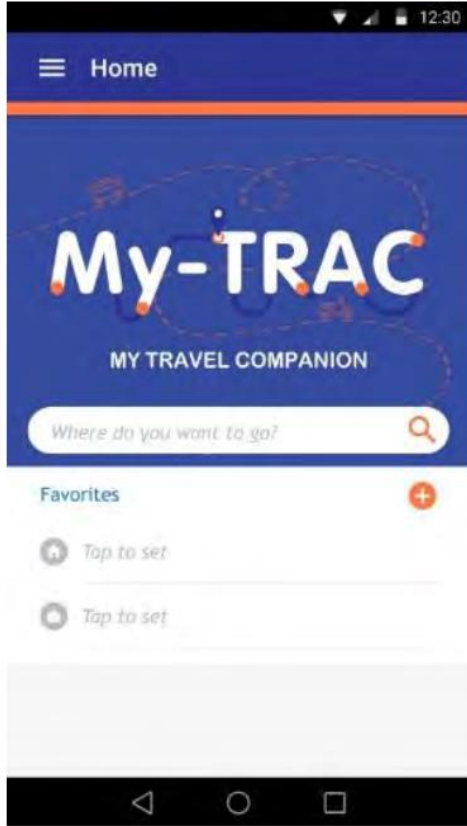 12:30
Home
My-TRAC
MY TRAVEL COMPANION
Where do you want to go?
Favorites
Tap to set
Tap to set